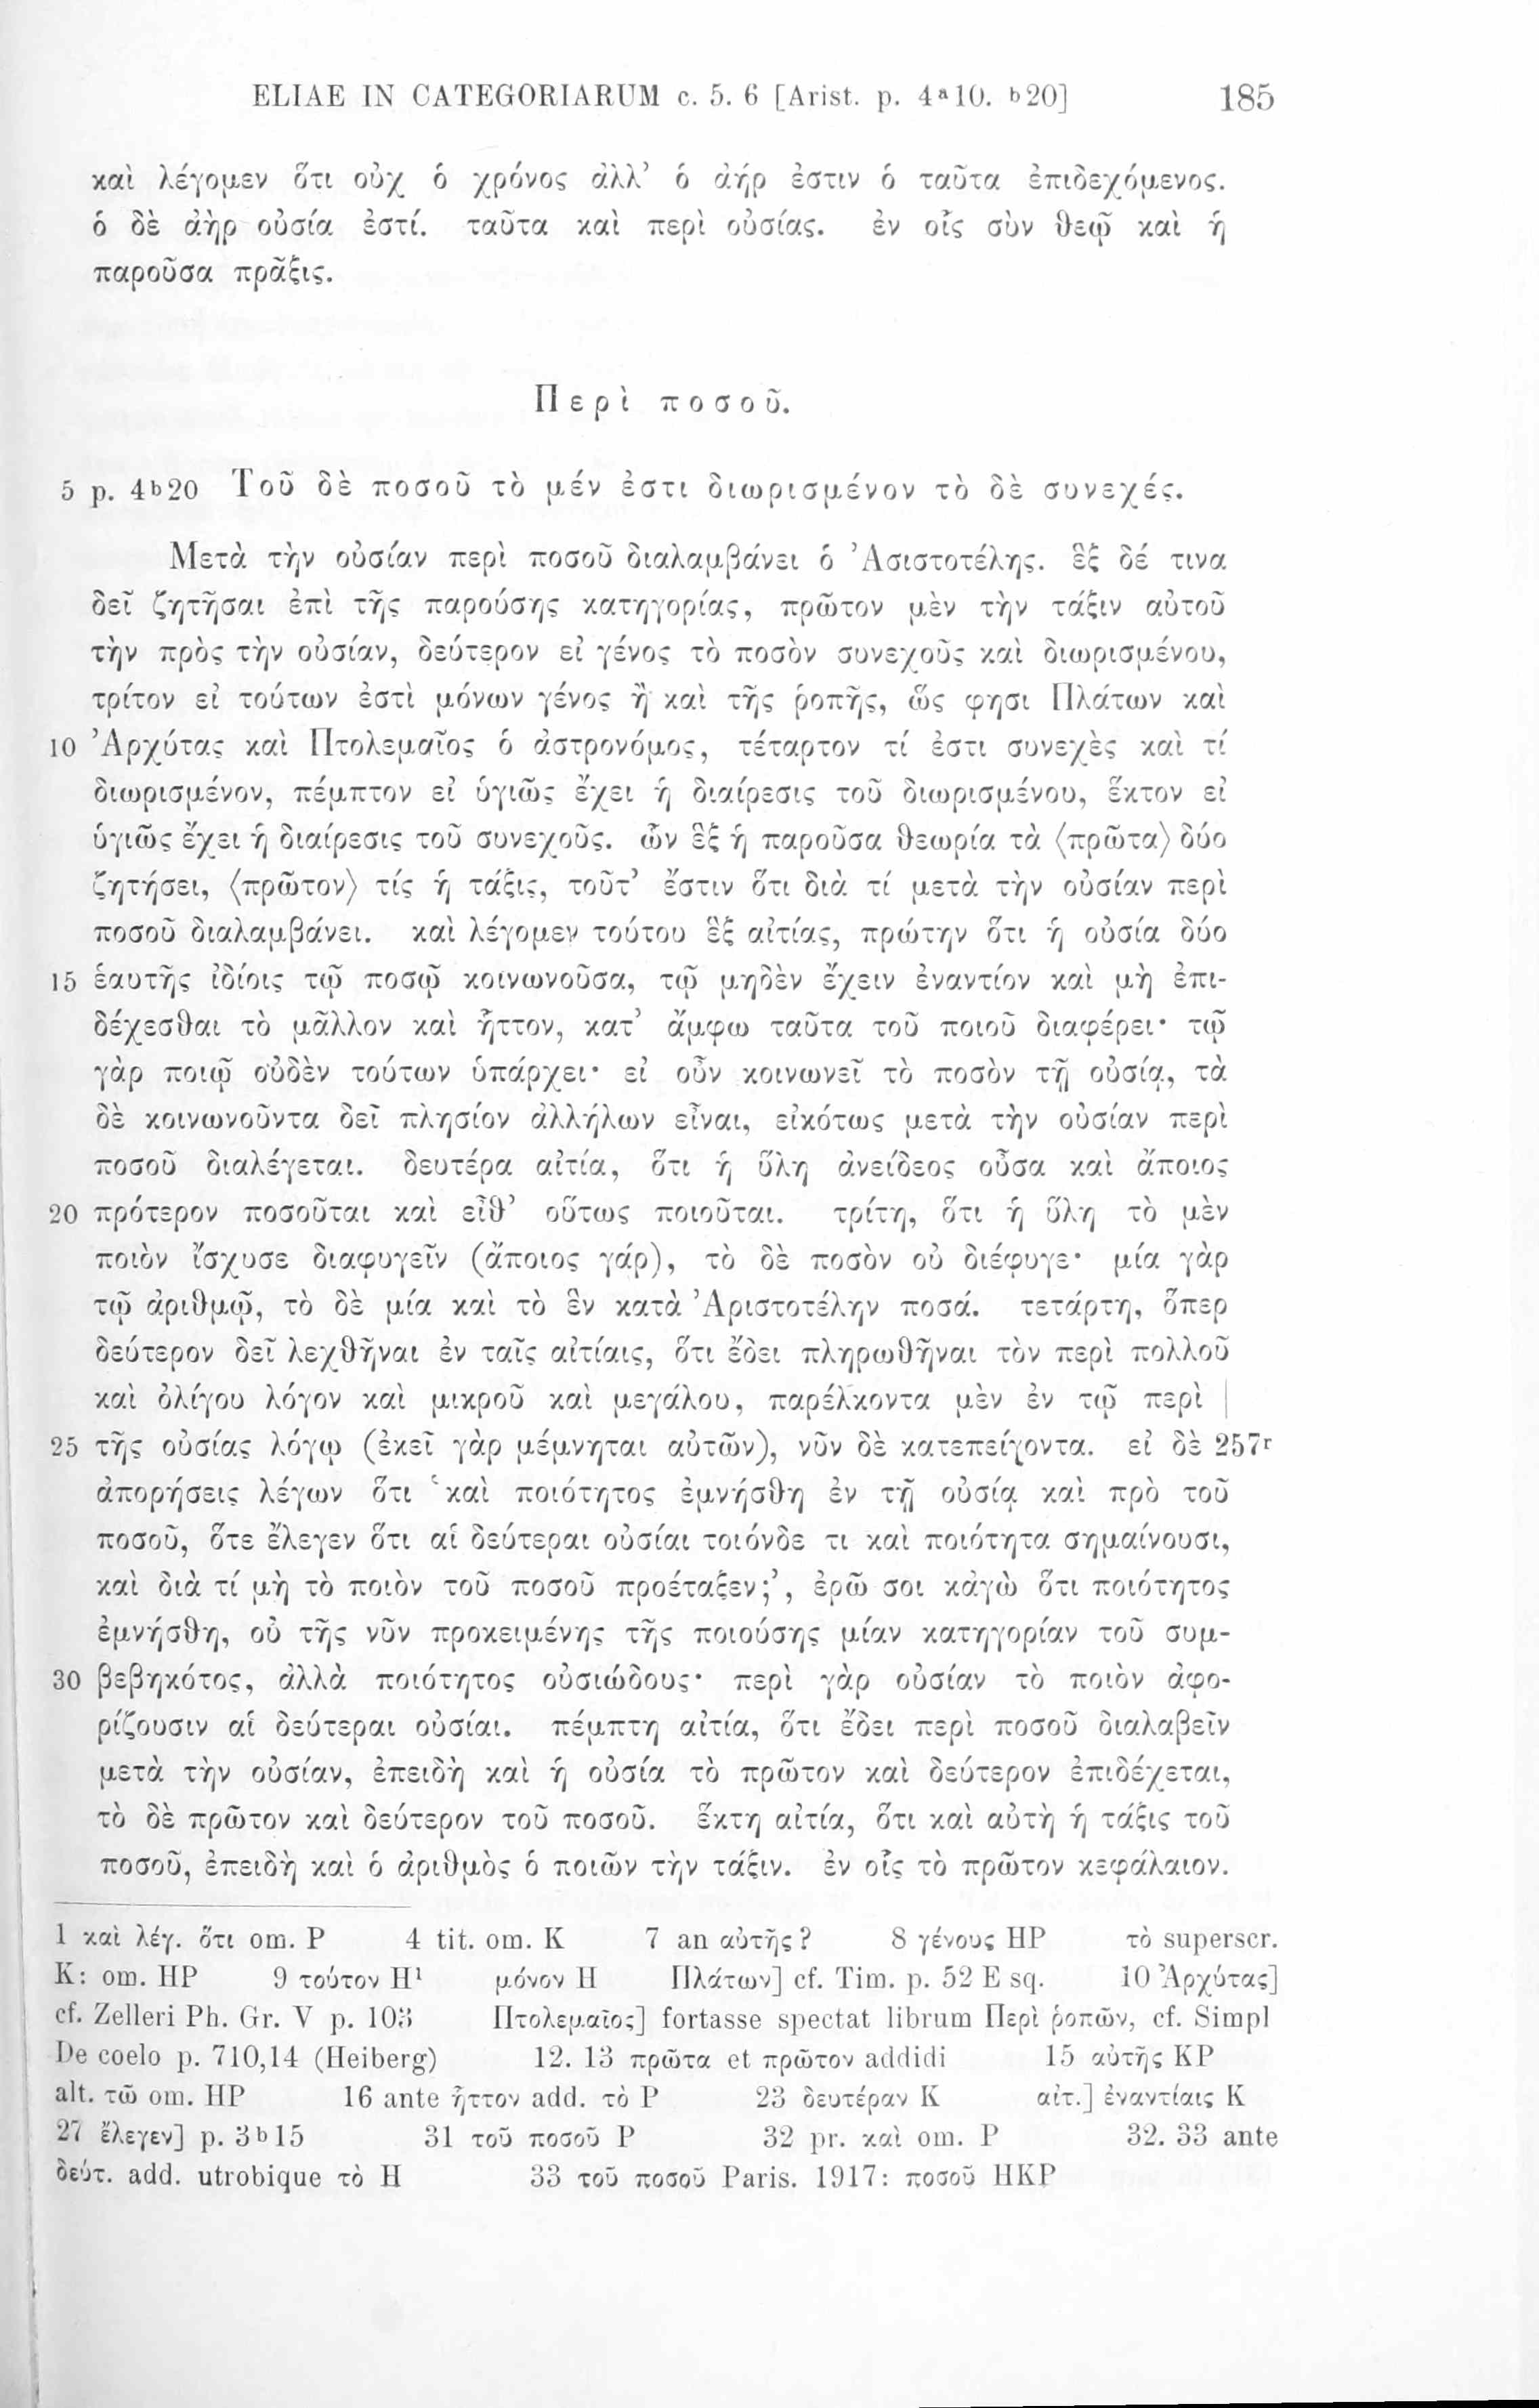 ELIAE IN CATEGORIARUM c. 5. 6 [Arist. p. 4ᵃ10. ᵇ20] 185
καὶ λέγομεν ὅτι οὐχ ὁ χρόνος ἀλλ’ ὁ ἀήρ ἐστιν ὁ ταῦτα ἐπιδεχόμενος.
ὁ δὲ ἀὴρ οὐσία ἐστί. ταῦτα καὶ περὶ οὐσίας. ἐν οἷς σὺν θεῷ καὶ ἡ
παροῦσα πρᾶξις.
Περὶ ποσοῦ.
5 p. 4ᵇ20 Τοῦ δὲ ποσοῦ τὸ μέν ἐστι διωρισμένον τὸ δὲ συνεχές.
Μετὰ τὴν οὐσίαν περὶ ποσοῦ διαλαμβάνει ὁ Ἀσιστοτέλης. ἓξ δέ τινα
δεῖ ζητῆσαι ἐπὶ τῆς παρούσης κατηγορίας, πρῶτον μὲν τὴν τάξιν αὐτοῦ
τὴν πρὸς τὴν οὐσίαν, δεύτερον εἰ γένος τὸ ποσὸν συνεχοῦς καὶ διωρισμένου,
τρίτον εἰ τούτων ἐστὶ μόνων γένος ἢ καὶ τῆς ῥοπῆς, ὥς φησι Πλάτων καὶ
10 Ἀρχύτας καὶ Πτολεμαῖος ὁ ἀστρονόμος, τέταρτον τί ἐστι συνεχὲς καὶ τί
διωρισμένον, πέμπτον εἰ ὑγιῶς ἔχει ἡ διαίρεσις τοῦ διωρισμένου, ἕκτον εἰ
ὑγιῶς ἔχει ἡ διαίρεσις τοῦ συνεχοῦς. ὧν ἓξ ἡ παροῦσα θεωρία τὰ ⟨πρῶτα⟩ δύο
ζητήσει, ⟨πρῶτον⟩ τίς ἡ τάξις, τοῦτ’ ἔστιν ὅτι διὰ τί μετὰ τὴν οὐσίαν περὶ
ποσοῦ διαλαμβάνει. καὶ λέγομεν τούτου ἓξ αἰτίας, πρώτην ὅτι ἡ οὐσία δύο
15 ἑαυτῆς ἰδίοις τῷ ποσῷ κοινωνοῦσα, τῷ μηδὲν ἔχειν ἐναντίον καὶ μὴ ἐπι-
δέχεσθαι τὸ μᾶλλον καὶ ἧττον, κατ’ ἄμφω ταῦτα τοῦ ποιοῦ διαφέρει· τῷ
γὰρ ποιῷ οὐδὲν τούτων ὑπάρχει· εἰ οὖν κοινωνεῖ τὸ ποσὸν τῇ οὐσίᾳ, τὰ
δὲ κοινωνοῦντα δεῖ πλησίον ἀλλήλων εἶναι, εἰκότως μετὰ τὴν οὐσίαν περὶ
ποσοῦ διαλέγεται. δευτέρα αἰτία, ὅτι ἡ ὕλη ἀνείδεος οὖσα καὶ ἄποιος
20 πρότερον ποσοῦται καὶ εἶθ’ οὕτως ποιοῦται. τρίτη, ὅτι ἡ ὕλη τὸ μὲν
ποιὸν ἴσχυσε διαφυγεῖν (ἄποιος γάρ), τὸ δὲ ποσὸν οὐ διέφυγε· μία γὰρ
τῷ ἀριθμῷ, τὸ δὲ μία καὶ τὸ ἓν κατὰ Ἀριστοτέλην ποσά. τετάρτη, ὅπερ
δεύτερον δεῖ λεχθῆναι ἐν ταῖς αἰτίαις, ὅτι ἔδει πληρωθῆναι τὸν περὶ πολλοῦ
καὶ ὀλίγου λόγον καὶ μικροῦ καὶ μεγάλου, παρέλκοντα μὲν ἐν τῷ περὶ |
25 τῆς οὐσίας λόγῳ (ἐκεῖ γὰρ μέμνηται αὐτῶν), νῦν δὲ κατεπείγοντα. εἰ δὲ 257ʳ
ἀπορήσεις λέγων ὅτι ‘καὶ ποιότητος ἐμνήσθη ἐν τῇ οὐσίᾳ καὶ πρὸ τοῦ
ποσοῦ, ὅτε ἔλεγεν ὅτι αἱ δεύτεραι οὐσίαι τοιόνδε τι καὶ ποιότητα σημαίνουσι,
καὶ διὰ τί μὴ τὸ ποιὸν τοῦ ποσοῦ προέταξεν;’, ἐρῶ σοι κἀγὼ ὅτι ποιότητος
ἐμνήσθη, οὐ τῆς νῦν προκειμένης τῆς ποιούσης μίαν κατηγορίαν τοῦ συμ-
30 βεβηκότος, ἀλλὰ ποιότητος οὐσιώδους· περὶ γὰρ οὐσίαν τὸ ποιὸν ἀφο-
ρίζουσιν αἱ δεύτεραι οὐσίαι. πέμπτη αἰτία, ὅτι ἔδει περὶ ποσοῦ διαλαβεῖν
μετὰ τὴν οὐσίαν, ἐπειδὴ καὶ ἡ οὐσία τὸ πρῶτον καὶ δεύτερον ἐπιδέχεται,
τὸ δὲ πρῶτον καὶ δεύτερον τοῦ ποσοῦ. ἕκτη αἰτία, ὅτι καὶ αὐτὴ ἡ τάξις τοῦ
ποσοῦ, ἐπειδὴ καὶ ὁ ἀριθμὸς ὁ ποιῶν τὴν τάξιν. ἐν οἷς τὸ πρῶτον κεφάλαιον.
1 καὶ λέγ. ὅτι om. P 4 tit. om. K 7 an αὐτῆς? 8 γένους HP τὸ superscr.
K: om. HP 9 τούτον H¹ μόνον H Πλάτων] cf. Tim. p. 52 E sq. 10 Ἀρχύτας]
cf. Zelleri Ph. Gr. V p. 103 Πτολεμαῖος] fortasse spectat librum Περὶ ῥοπῶν, cf. Simpl
De coelo p. 710,14 (Heiberg) 12. 13 πρῶτα et πρῶτον addidi 15 αὐτῆς KP
alt. τῶ om. HP 16 ante ἧττον add. τὸ P 23 δευτέραν K αἰτ.] ἐναντίαις K
27 ἔλεγεν] p. 3ᵇ15 31 τοῦ ποσοῦ P 32 pr. καὶ om. P 32. 33 ante
δεύτ. add. utrobique τὸ H 33 τοῦ ποσοῦ Paris. 1917: ποσοῦ HKP